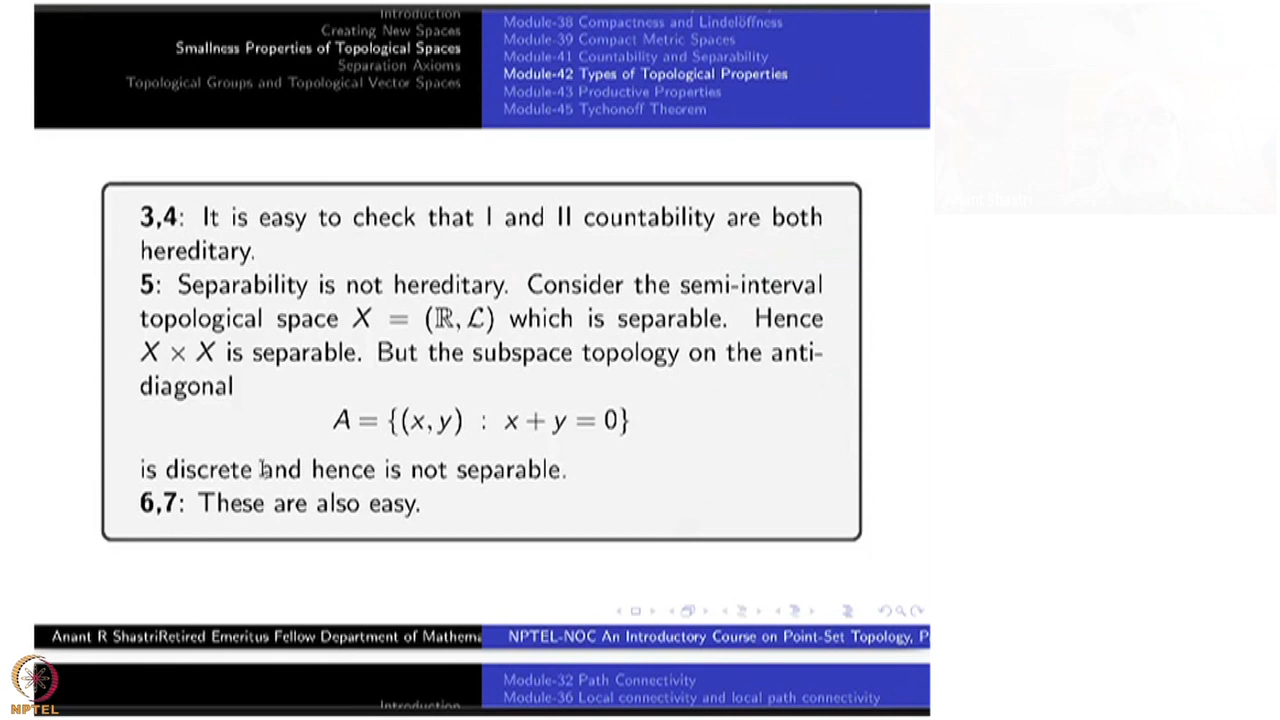 Introduction
Creating New Spaces
Smallness Properties of Topological Spaces
Separation Axioms
Topological Groups and Topological Vector Spaces
Module-38 Compactness and Lindelöffness
Module-39 Compact Metric Spaces
Module-41 Countability and Separability
Module-42 Types of Topological Properties
Module-43 Productive Properties
Module-45 Tychonoff Theorem
Anant Shastri
3,4: It is easy to check that I and II countability are both
hereditary.
5: Separability is not hereditary. Consider the semi-interval
topological space X = (ℝ, ℒ) which is separable. Hence
X × X is separable. But the subspace topology on the anti-
diagonal
A = {(x, y) : x + y = 0}
is discrete and hence is not separable.
6,7: These are also easy.
Anant R ShastriRetired Emeritus Fellow Department of Mathema
NPTEL-NOC An Introductory Course on Point-Set Topology, P
Introduction
Module-32 Path Connectivity
Module-36 Local connectivity and local path connectivity
NPTEL